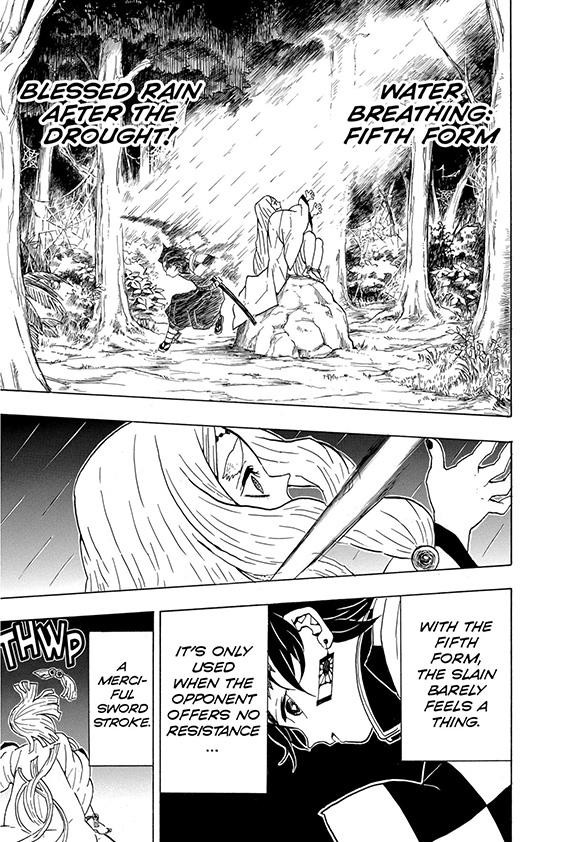 WATER
BREATHING:
FIFTH FORM
BLESSED RAIN
AFTER THE
DROUGHT!
WITH THE
FIFTH
FORM,
THE SLAIN
BARELY
FEELS A
THING.
IT'S ONLY
USED
WHEN THE
OPPONENT
OFFERS NO
RESISTANCE
...
A
MERCI-
FUL
SWORD
STROKE.
THWP